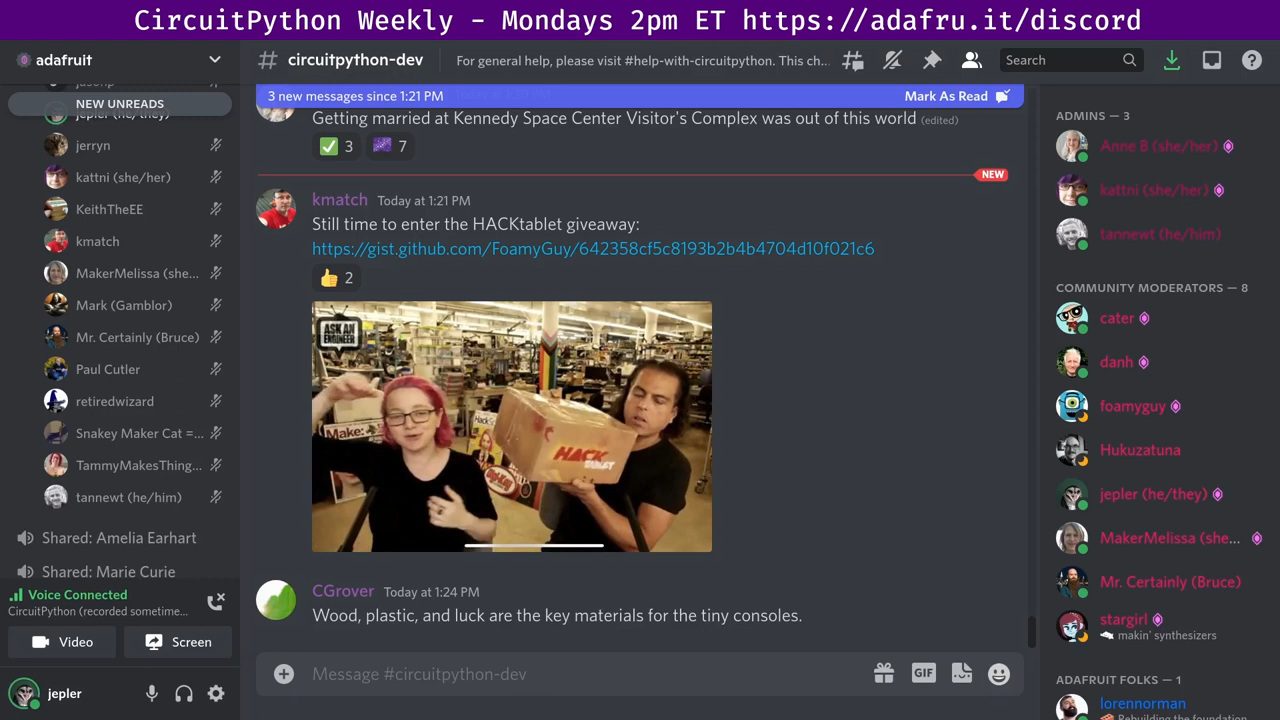 CircuitPython Weekly - Mondays 2pm ET https://adafru.it/discord
adafruit
NEW UNREADS
jepler (he/they)
jerryn
kattni (she/her)
KeithTheEE
kmatch
MakerMelissa (she...
Mark (Gamblor)
Mr. Certainly (Bruce)
Paul Cutler
retiredwizard
Snakey Maker Cat =...
TammyMakesThing...
tannewt (he/him)
Shared: Amelia Earhart
Shared: Marie Curie
Voice Connected
CircuitPython (recorded sometime...
Video
Screen
jepler
circuitpython-dev
For general help, please visit #help-with-circuitpython. This ch...
Search
3 new messages since 1:21 PM
Mark As Read
Getting married at Kennedy Space Center Visitor's Complex was out of this world (edited)
3
7
NEW
kmatch Today at 1:21 PM
Still time to enter the HACKtablet giveaway:
https://gist.github.com/FoamyGuy/642358cf5c8193b2b4b4704d10f021c6
2
ASK AN
ENGINEER
Make:
HACK
TABLET
CGrover Today at 1:24 PM
Wood, plastic, and luck are the key materials for the tiny consoles.
Message #circuitpython-dev
GIF
ADMINS — 3
Anne B (she/her)
kattni (she/her)
tannewt (he/him)
COMMUNITY MODERATORS — 8
cater
danh
foamyguy
Hukuzatuna
jepler (he/they)
MakerMelissa (she...
Mr. Certainly (Bruce)
stargirl
makin' synthesizers
ADAFRUIT FOLKS — 1
lorennorman
Rebuilding the foundation